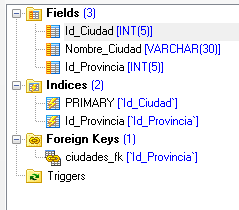 Fields (3)
Id_Ciudad [INT(5)]
Nombre_Ciudad [VARCHAR(30)]
Id_Provincia [INT(5)]
Indices (2)
PRIMARY [`Id_Ciudad`]
Id_Provincia [`Id_Provincia`]
Foreign Keys (1)
ciudades_fk [`Id_Provincia`]
Triggers